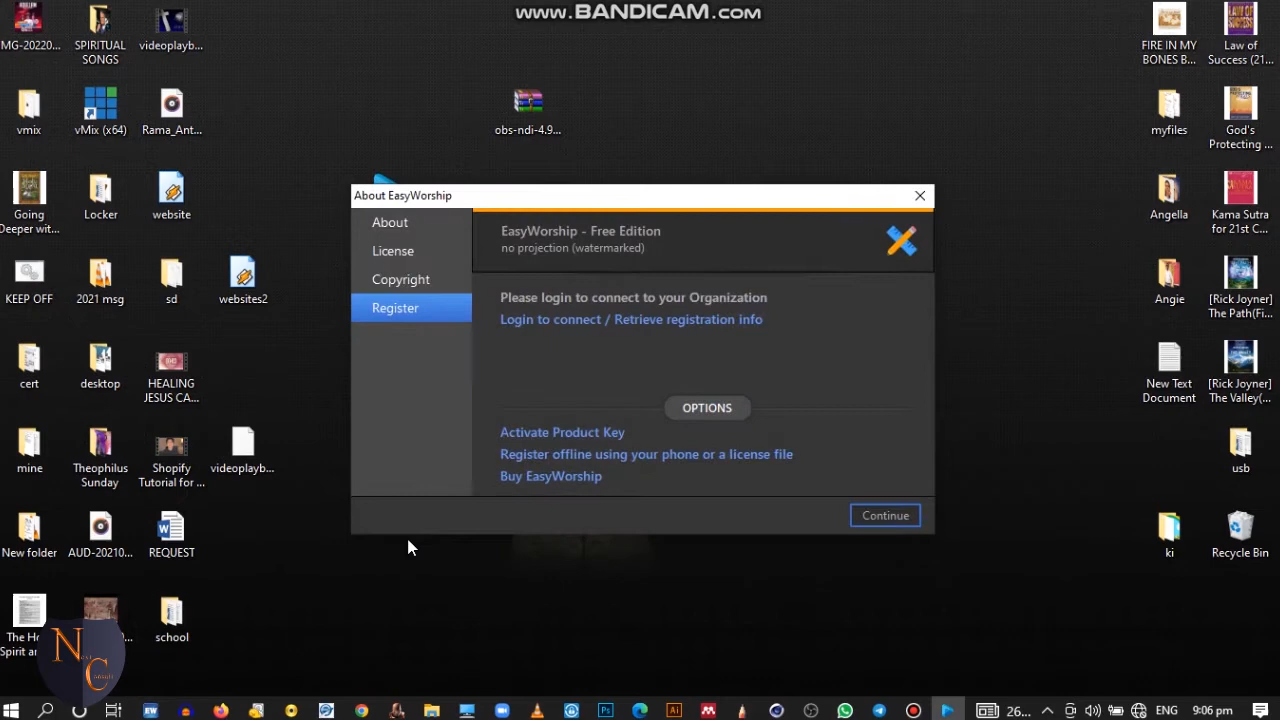 www.BANDICAM.com
MG-20220...
SPIRITUAL
SONGS
videoplayb...
vmix
vMix (x64)
Rama_Ant...
Going
Deeper wit...
Locker
website
KEEP OFF
2021 msg
sd
websites2
cert
desktop
HEALING
JESUS CA...
mine
Theophilus
Sunday
Shopify
Tutorial for ...
videoplayb...
New folder
AUD-20210...
REQUEST
The Ho
Spirit an
school
N
C
obs-ndi-4.9...
About EasyWorship
About
License
Copyright
Register
EasyWorship - Free Edition
no projection (watermarked)
Please login to connect to your Organization
Login to connect / Retrieve registration info
OPTIONS
Activate Product Key
Register offline using your phone or a license file
Buy EasyWorship
Continue
FIRE IN MY
BONES B...
Law of
Success (21...
myfiles
God's
Protecting ...
Angella
Kama Sutra
for 21st C...
Angie
[Rick Joyner]
The Path(Fi...
New Text
Document
[Rick Joyner]
The Valley(...
usb
ki
Recycle Bin
26...
ENG
9:06 pm